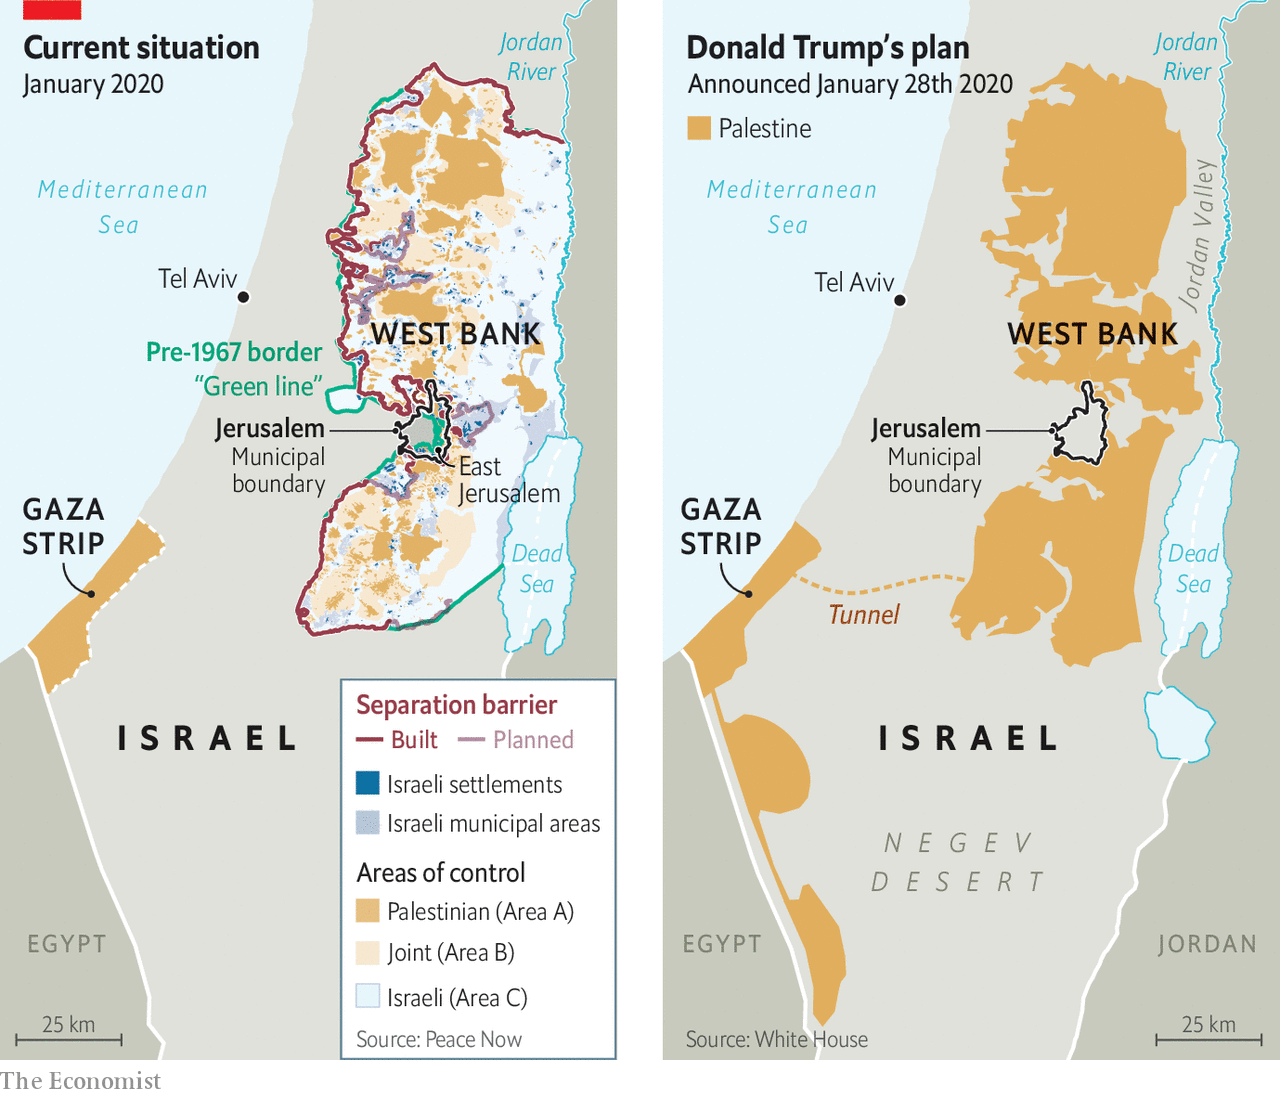 Current situation
January 2020
Jordan
River
Mediterranean
Sea
Tel Aviv
WEST BANK
Pre-1967 border
“Green line”
Jerusalem
Municipal
boundary
East
Jerusalem
GAZA
STRIP
Dead
Sea
ISRAEL
EGYPT
25 km
Separation barrier
Built
Planned
Israeli settlements
Israeli municipal areas
Areas of control
Palestinian (Area A)
Joint (Area B)
Israeli (Area C)
Source: Peace Now
Donald Trump’s plan
Announced January 28th 2020
Palestine
Jordan
River
Mediterranean
Sea
Jordan Valley
Tel Aviv
WEST BANK
Jerusalem
Municipal
boundary
GAZA
STRIP
Tunnel
Dead
Sea
ISRAEL
NEGEV
DESERT
EGYPT
JORDAN
25 km
Source: White House
The Economist